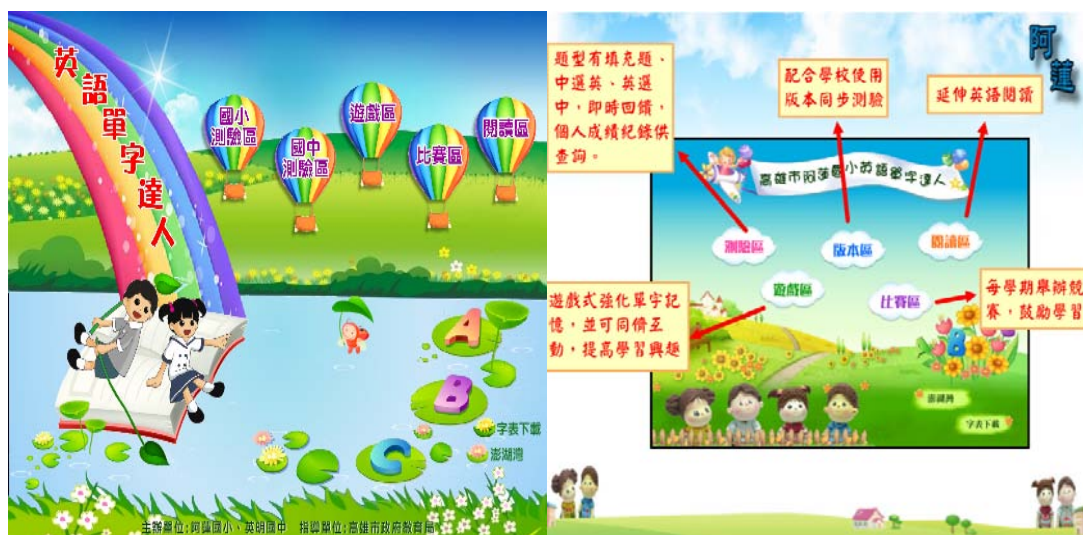 英語單字達人
國小
測驗區
國中
測驗區
遊戲區
比賽區
閱讀區
A
B
C
字表下載
澎湖灣
主辦單位:阿蓮國小、英明國中 指導單位:高雄市政府教育局
阿蓮
題型有填充題、
中選英、英選
中，即時回饋，
個人成績紀錄供
查詢。
配合學校使用
版本同步測驗
延伸英語閱讀
高雄市阿蓮國小英語單字達人
測驗區
版本區
閱讀區
遊戲區
比賽區
遊戲式強化單字記
憶，並可同儕互
動，提高學習興趣
每學期舉辦競
賽，鼓勵學習
B
澎湖灣
字表下載